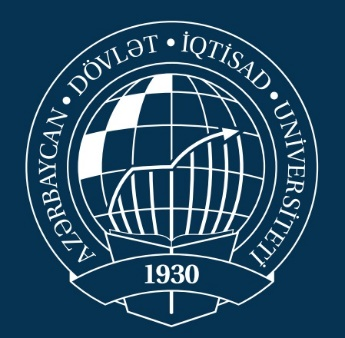 AZƏRBAYCAN • DÖVLƏT • İQTİSAD • UNİVERSİTETİ
1930